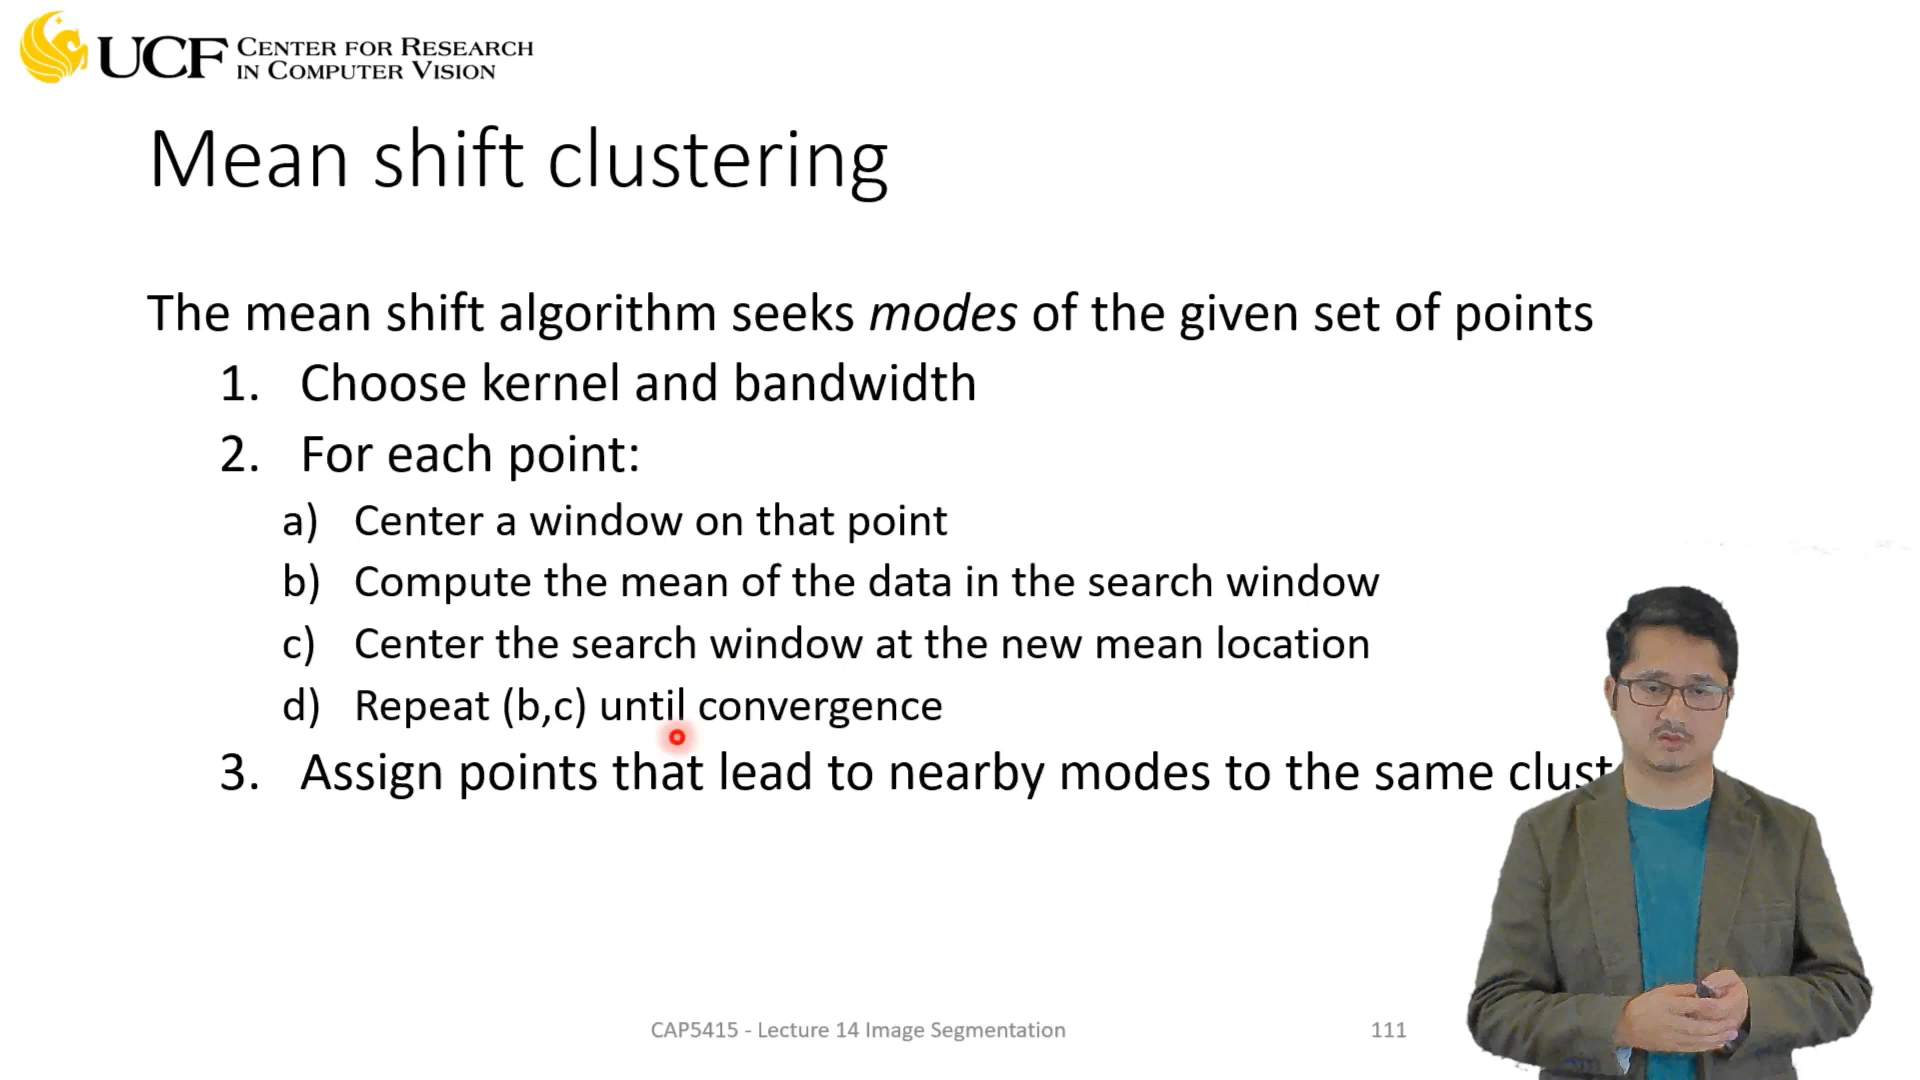 UCF CENTER FOR RESEARCH
IN COMPUTER VISION
Mean shift clustering
The mean shift algorithm seeks modes of the given set of points
1. Choose kernel and bandwidth
2. For each point:
a) Center a window on that point
b) Compute the mean of the data in the search window
c) Center the search window at the new mean location
d) Repeat (b,c) until convergence
3. Assign points that lead to nearby modes to the same
CAP5415 - Lecture 14 Image Segmentation 111